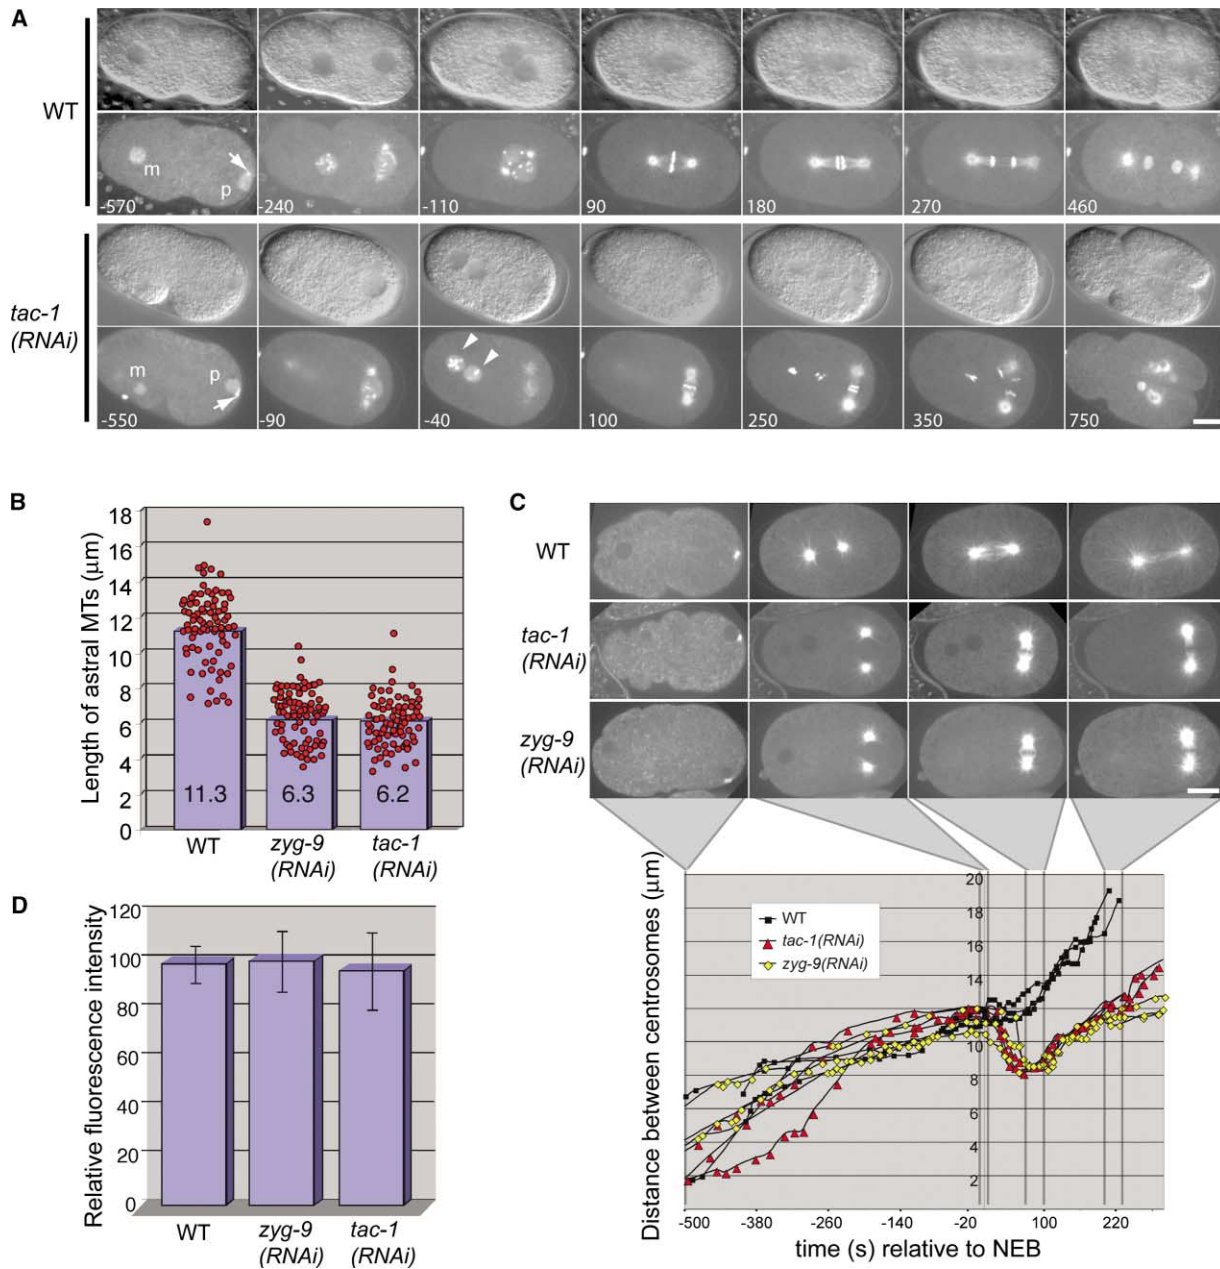 A
WT
m
p
-570
-240
-110
90
180
270
460
tac-1
(RNAi)
m
p
-550
-90
-40
100
250
350
750
B
Length of astral MTs (μm)
18
16
14
12
10
8
6
4
2
0
11.3
6.3
6.2
WT
zyg-9
(RNAi)
tac-1
(RNAi)
C
WT
tac-1
(RNAi)
zyg-9
(RNAi)
Distance between centrosomes (μm)
20
18
16
14
12
10
8
6
4
2
WT
tac-1(RNAi)
zyg-9(RNAi)
-500
-380
-260
-140
-20
100
220
time (s) relative to NEB
D
Relative fluorescence intensity
120
100
80
60
40
20
0
WT
zyg-9
(RNAi)
tac-1
(RNAi)